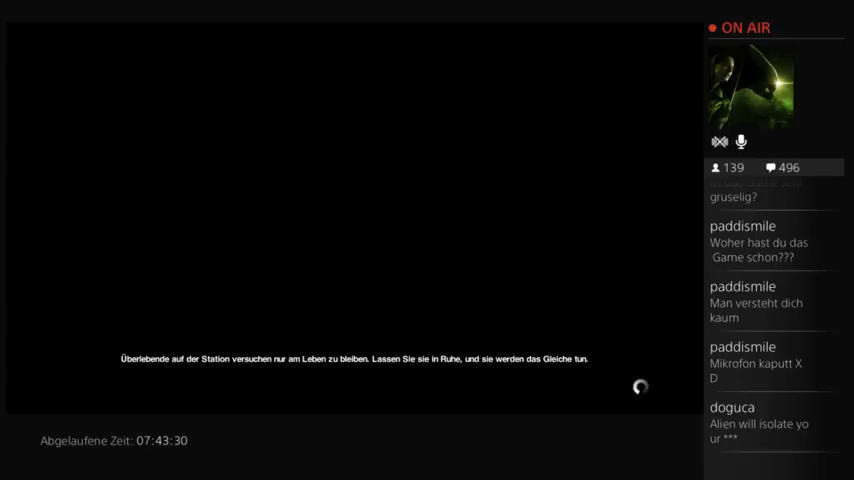 ON AIR
139 496
gruselig?
paddismile
Woher hast du das
Game schon???
paddismile
Man versteht dich
kaum
paddismile
Mikrofon kaputt X
D
doguca
Alien will isolate yo
ur ***
Überlebende auf der Station versuchen nur am Leben zu bleiben. Lassen Sie sie in Ruhe, und sie werden das Gleiche tun.
Abgelaufene Zeit: 07:43:30